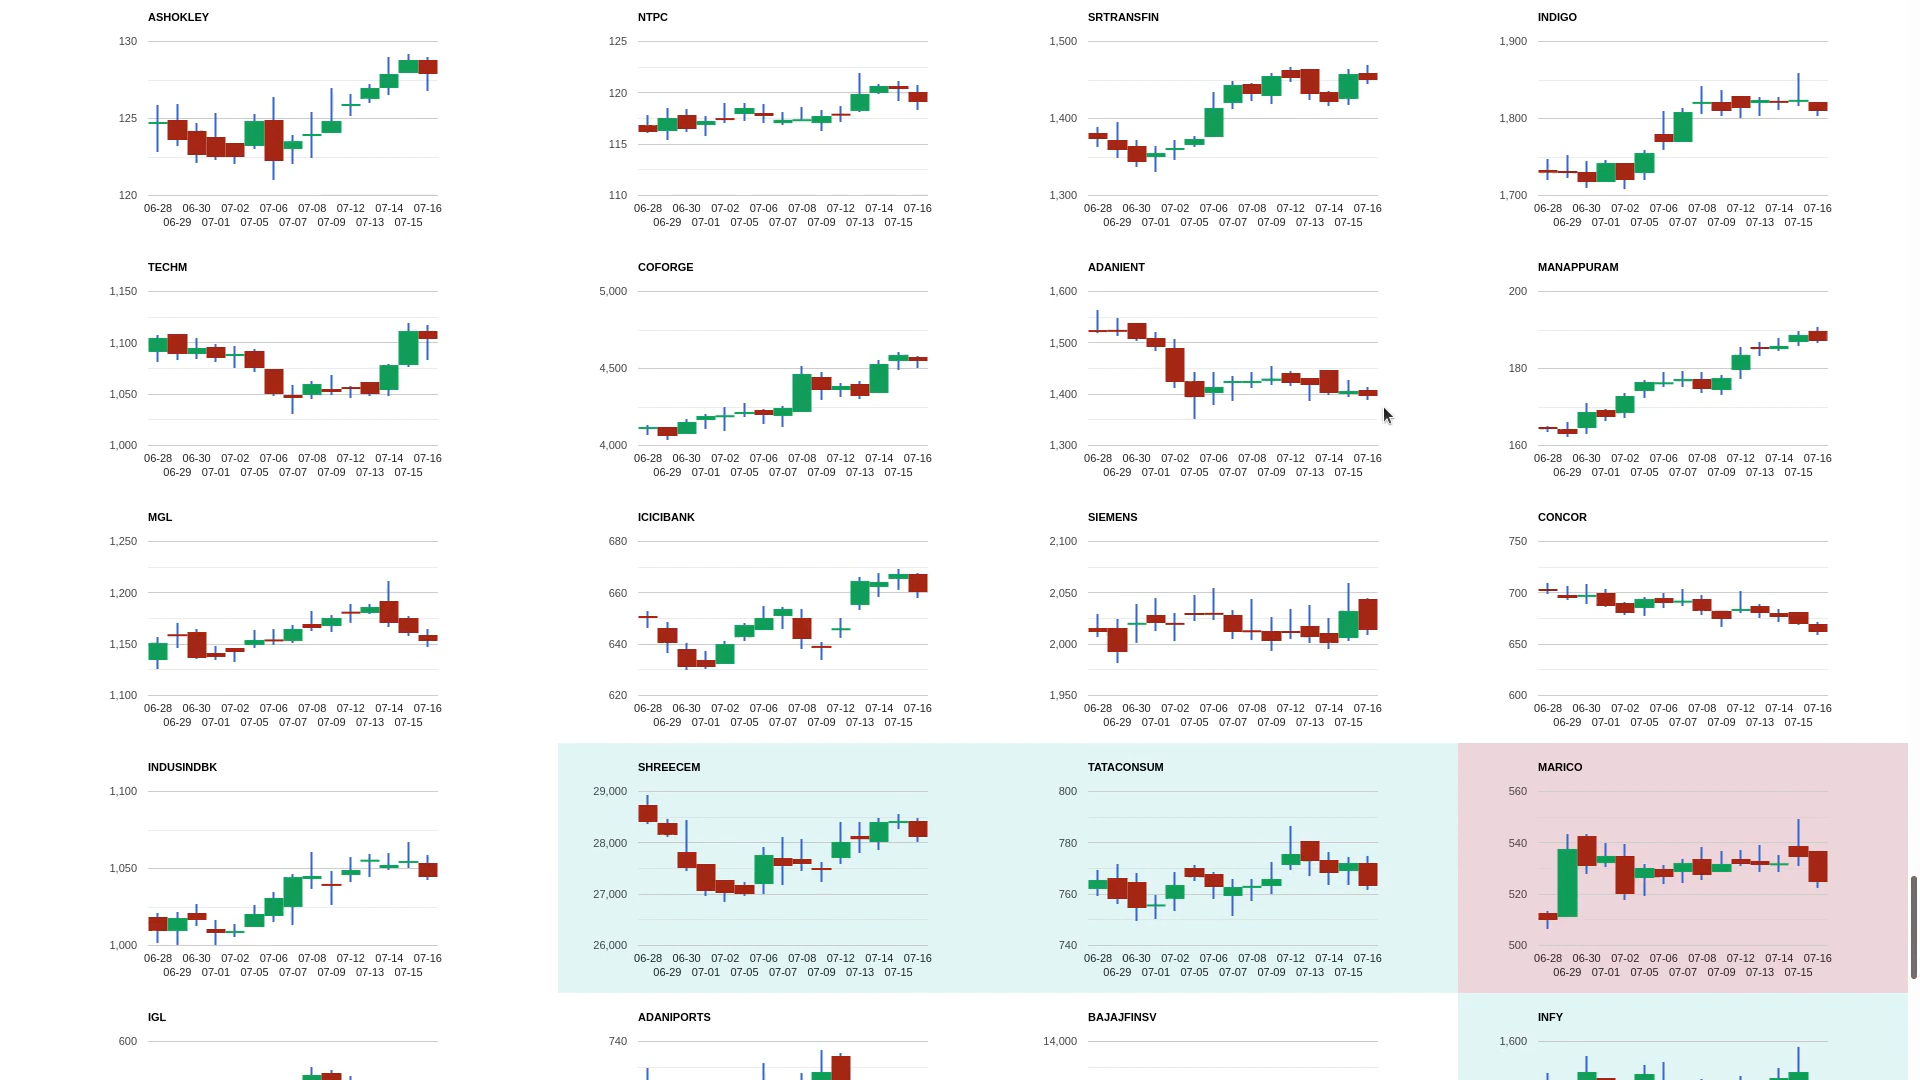 ASHOKLEY NTPC SRTRANSFIN INDIGO
130 125 1,500 1,900
125 120 1,400 1,800
115
120 110 1,300 1,700
06-28 06-30 07-02 07-06 07-08 07-12 07-14 07-16 06-28 06-30 07-02 07-06 07-08 07-12 07-14 07-16 06-28 06-30 07-02 07-06 07-08 07-12 07-14 07-16 06-28 06-30 07-02 07-06 07-08 07-12 07-14 07-16
06-29 07-01 07-05 07-07 07-09 07-13 07-15 06-29 07-01 07-05 07-07 07-09 07-13 07-15 06-29 07-01 07-05 07-07 07-09 07-13 07-15 06-29 07-01 07-05 07-07 07-09 07-13 07-15
TECHM COFORGE ADANIENT MANAPPURAM
1,150 5,000 1,600 200
1,100 1,500
4,500 180
1,050 1,400
1,000 4,000 1,300 160
06-28 06-30 07-02 07-06 07-08 07-12 07-14 07-16 06-28 06-30 07-02 07-06 07-08 07-12 07-14 07-16 06-28 06-30 07-02 07-06 07-08 07-12 07-14 07-16 06-28 06-30 07-02 07-06 07-08 07-12 07-14 07-16
06-29 07-01 07-05 07-07 07-09 07-13 07-15 06-29 07-01 07-05 07-07 07-09 07-13 07-15 06-29 07-01 07-05 07-07 07-09 07-13 07-15 06-29 07-01 07-05 07-07 07-09 07-13 07-15
MGL ICICIBANK SIEMENS CONCOR
1,250 680 2,100 750
1,200 660 2,050 700
1,150 640 2,000 650
1,100 620 1,950 600
06-28 06-30 07-02 07-06 07-08 07-12 07-14 07-16 06-28 06-30 07-02 07-06 07-08 07-12 07-14 07-16 06-28 06-30 07-02 07-06 07-08 07-12 07-14 07-16 06-28 06-30 07-02 07-06 07-08 07-12 07-14 07-16
06-29 07-01 07-05 07-07 07-09 07-13 07-15 06-29 07-01 07-05 07-07 07-09 07-13 07-15 06-29 07-01 07-05 07-07 07-09 07-13 07-15 06-29 07-01 07-05 07-07 07-09 07-13 07-15
INDUSINDBK SHREECEM TATACONSUM MARICO
1,100 29,000 800 560
28,000 780 540
1,050
27,000 760 520
1,000 26,000 740 500
06-28 06-30 07-02 07-06 07-08 07-12 07-14 07-16 06-28 06-30 07-02 07-06 07-08 07-12 07-14 07-16 06-28 06-30 07-02 07-06 07-08 07-12 07-14 07-16 06-28 06-30 07-02 07-06 07-08 07-12 07-14 07-16
06-29 07-01 07-05 07-07 07-09 07-13 07-15 06-29 07-01 07-05 07-07 07-09 07-13 07-15 06-29 07-01 07-05 07-07 07-09 07-13 07-15 06-29 07-01 07-05 07-07 07-09 07-13 07-15
IGL ADANIPORTS BAJAJFINSV INFY
600 740 14,000 1,600